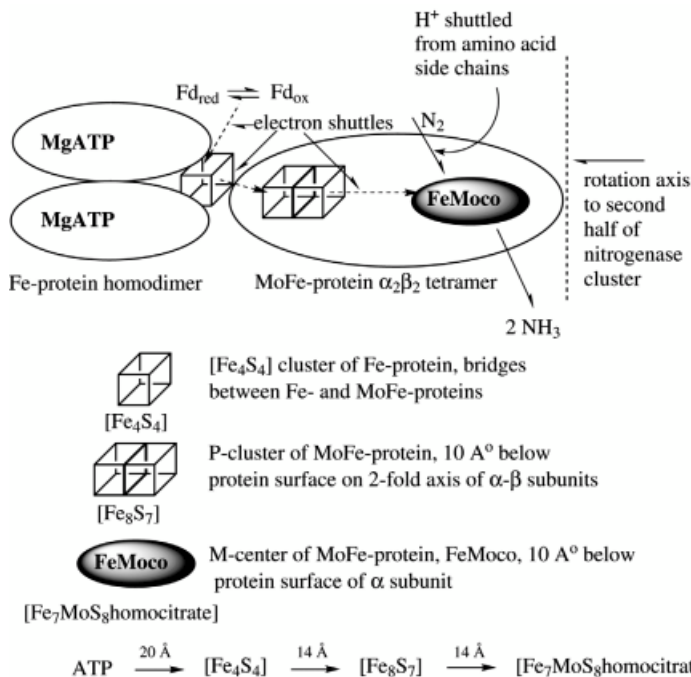 H⁺ shuttled
from amino acid
side chains
Fd_red ⇌ Fd_ox
electron shuttles
N₂
MgATP
MgATP
FeMoco
rotation axis
to second
half of
nitrogenase
cluster
Fe-protein homodimer
MoFe-protein α₂β₂ tetramer
2 NH₃
[Fe₄S₄] cluster of Fe-protein, bridges
between Fe- and MoFe-proteins
[Fe₄S₄]
P-cluster of MoFe-protein, 10 A° below
protein surface on 2-fold axis of α-β subunits
[Fe₈S₇]
FeMoco
M-center of MoFe-protein, FeMoco, 10 A° below
protein surface of α subunit
[Fe₇MoS₈homocitrate]
20 Å 14 Å 14 Å
ATP → [Fe₄S₄] → [Fe₈S₇] → [Fe₇MoS₈homocitrat